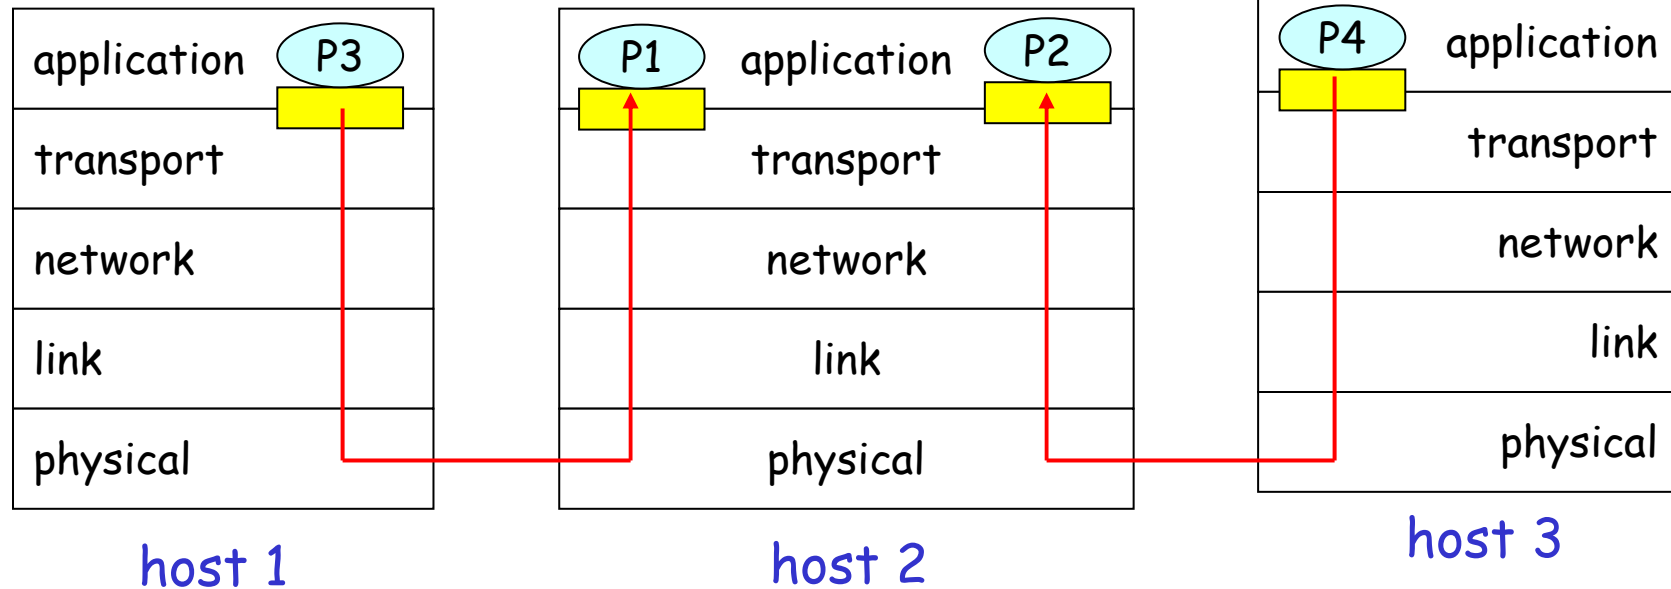 application P3
transport
network
link
physical
host 1
P1 application P2
transport
network
link
physical
host 2
P4 application
transport
network
link
physical
host 3